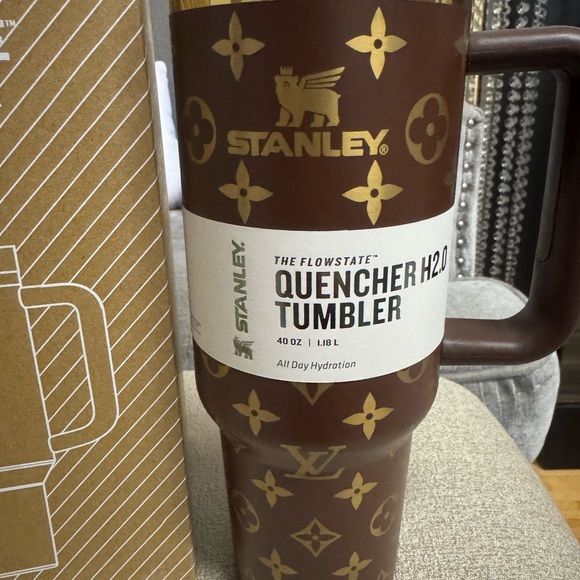 STANLEY®
STANLEY.
THE FLOWSTATE™
QUENCHER H2.0
TUMBLER
40 OZ | 1.18 L
All Day Hydration
LV